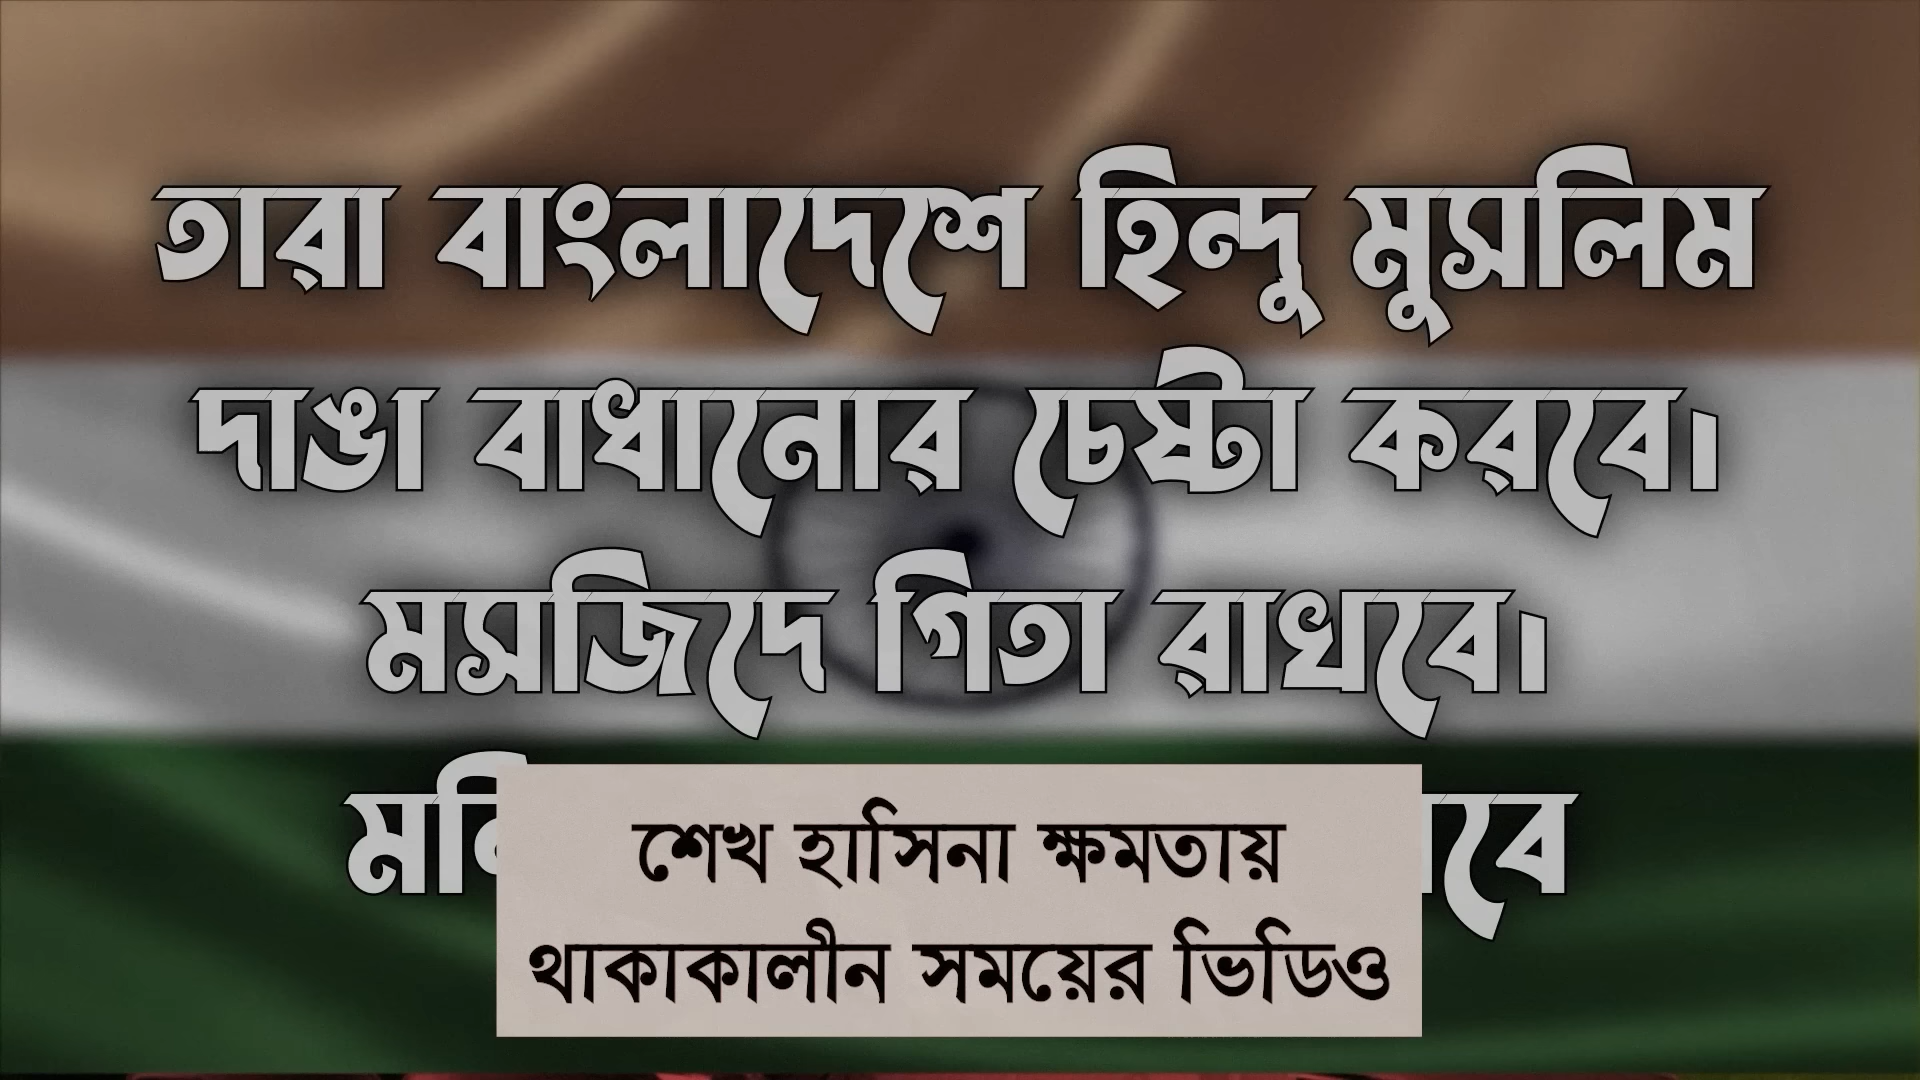 তারা বাংলাদেশে হিন্দু মুসলিম
দাঙা বাধানোর চেষ্টা করবে।
মসজিদে গিতা রাখবে।
শেখ হাসিনা ক্ষমতায়
থাকাকালীন সময়ের ভিডিও